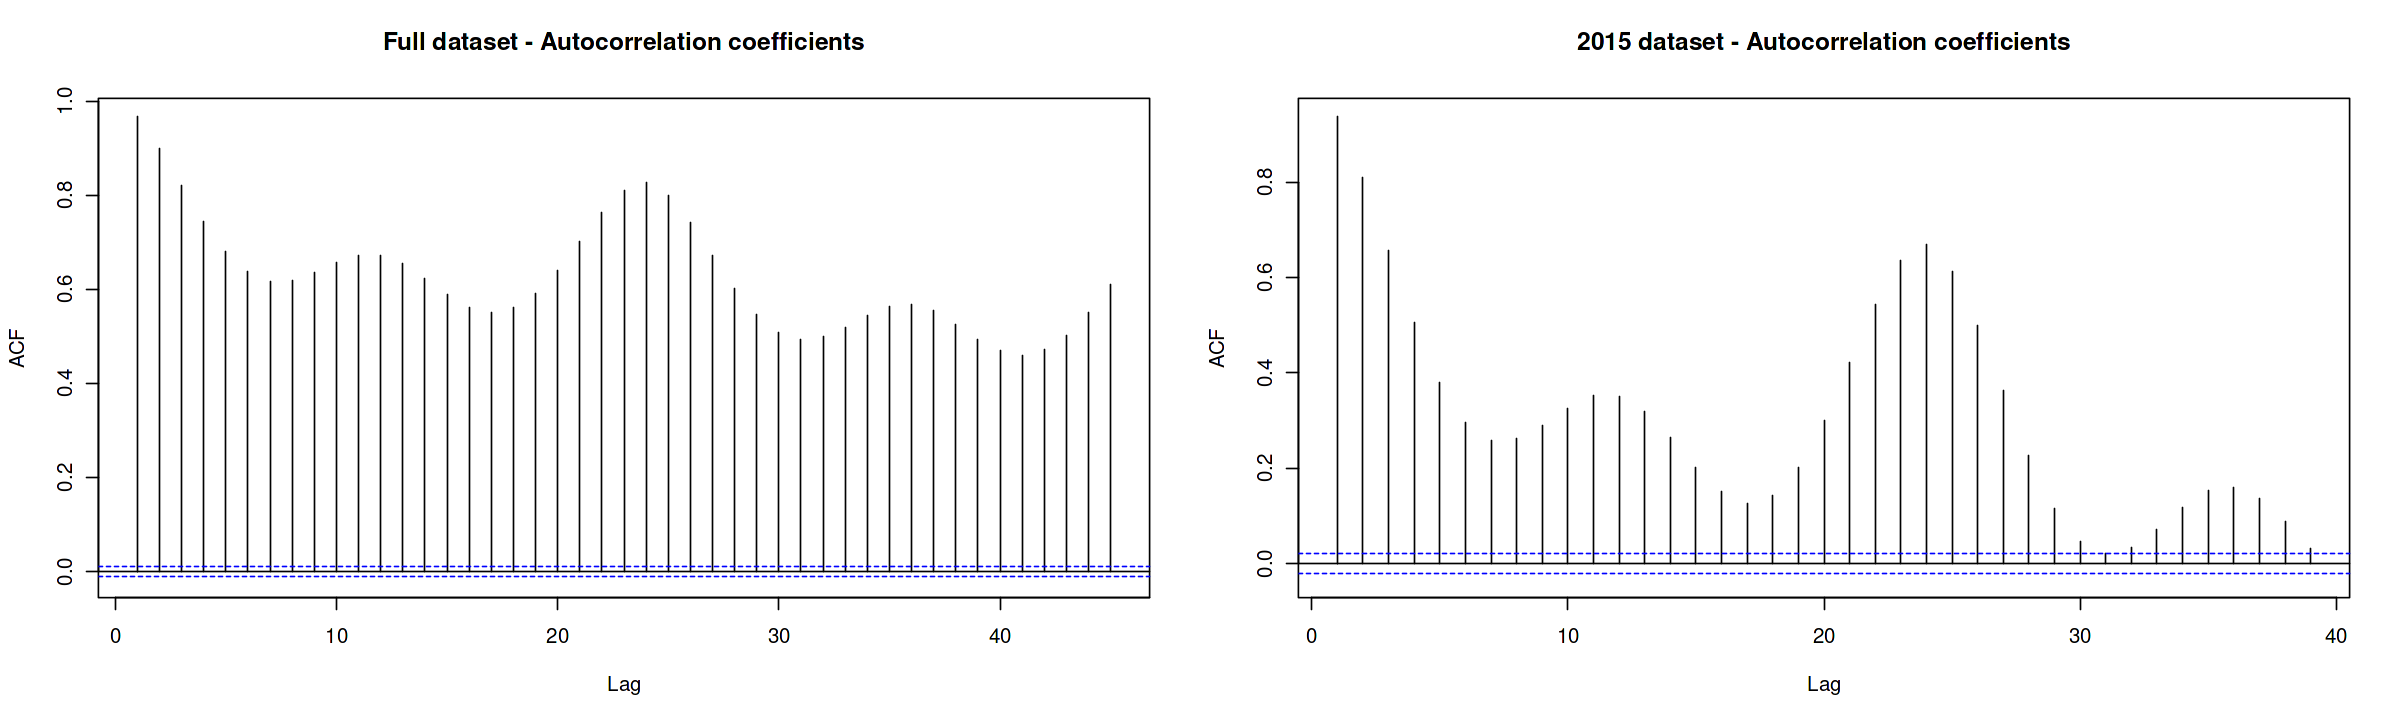 Full dataset - Autocorrelation coefficients
ACF
0.0 0.2 0.4 0.6 0.8 1.0
0 10 20 30 40
Lag
2015 dataset - Autocorrelation coefficients
ACF
0.0 0.2 0.4 0.6 0.8
0 10 20 30 40
Lag